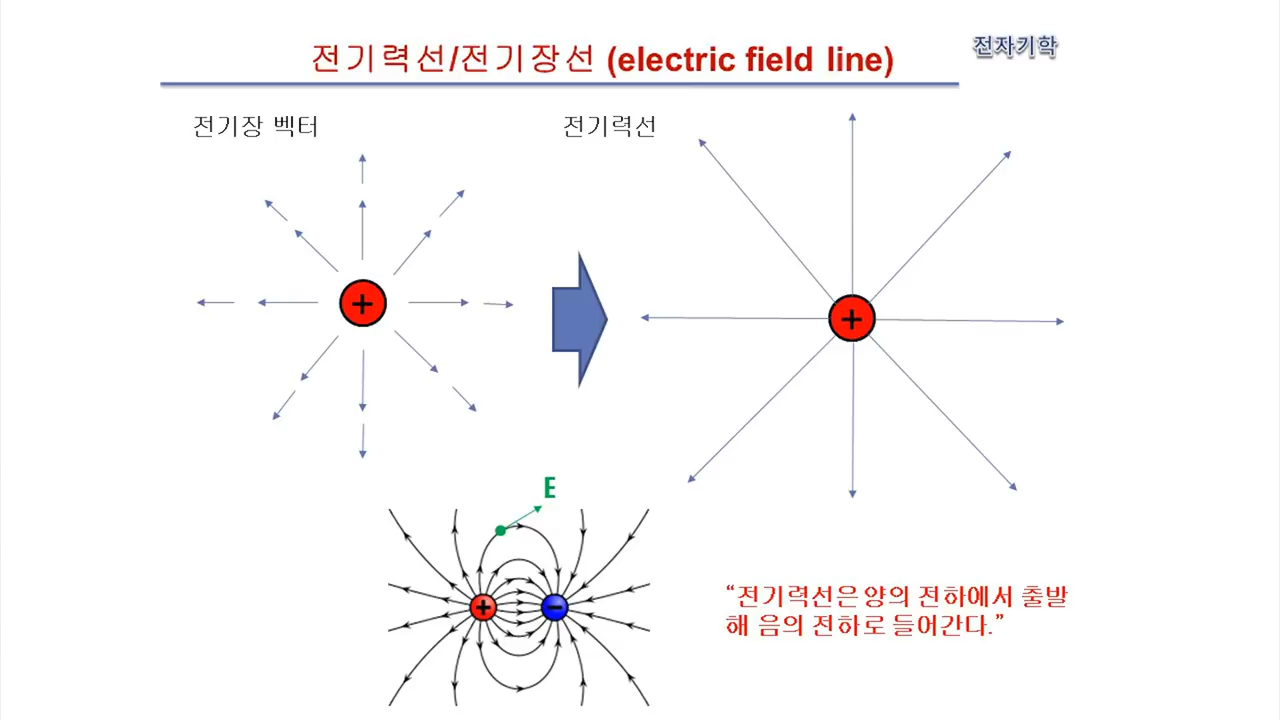 전기력선/전기장선 (electric field line)
전자기학
전기장 벡터
전기력선
+
+
E
+
−
“전기력선은 양의 전하에서 출발
해 음의 전하로 들어간다.”